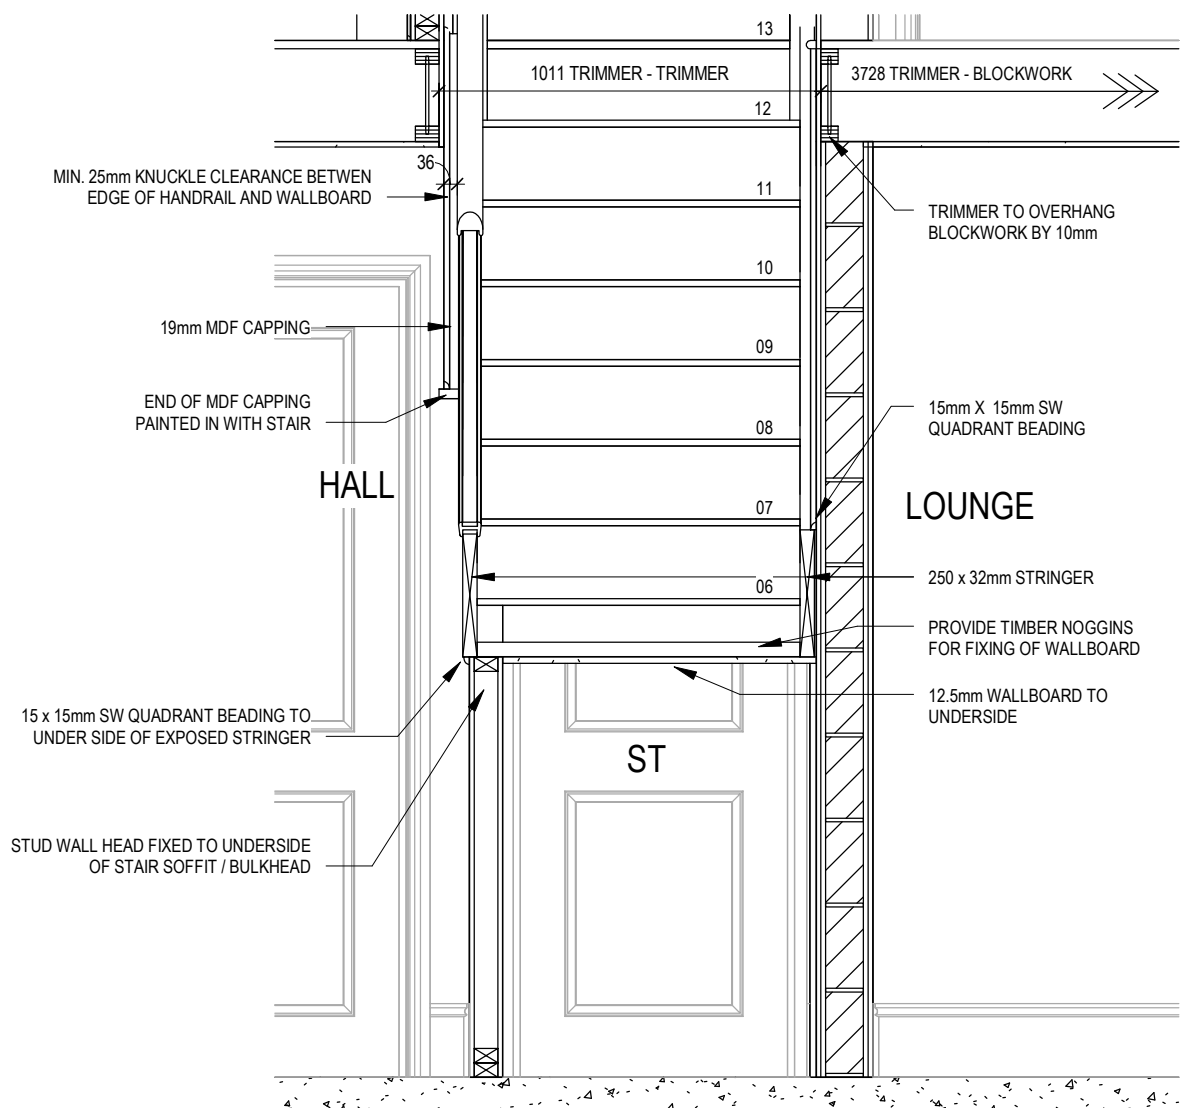 13
1011 TRIMMER - TRIMMER
3728 TRIMMER - BLOCKWORK
12
36
MIN. 25mm KNUCKLE CLEARANCE BETWEN
EDGE OF HANDRAIL AND WALLBOARD
11
TRIMMER TO OVERHANG
BLOCKWORK BY 10mm
10
19mm MDF CAPPING
09
END OF MDF CAPPING
PAINTED IN WITH STAIR
08
15mm X 15mm SW
QUADRANT BEADING
HALL
07
LOUNGE
06
250 x 32mm STRINGER
PROVIDE TIMBER NOGGINS
FOR FIXING OF WALLBOARD
12.5mm WALLBOARD TO
UNDERSIDE
15 x 15mm SW QUADRANT BEADING TO
UNDER SIDE OF EXPOSED STRINGER
ST
STUD WALL HEAD FIXED TO UNDERSIDE
OF STAIR SOFFIT / BULKHEAD